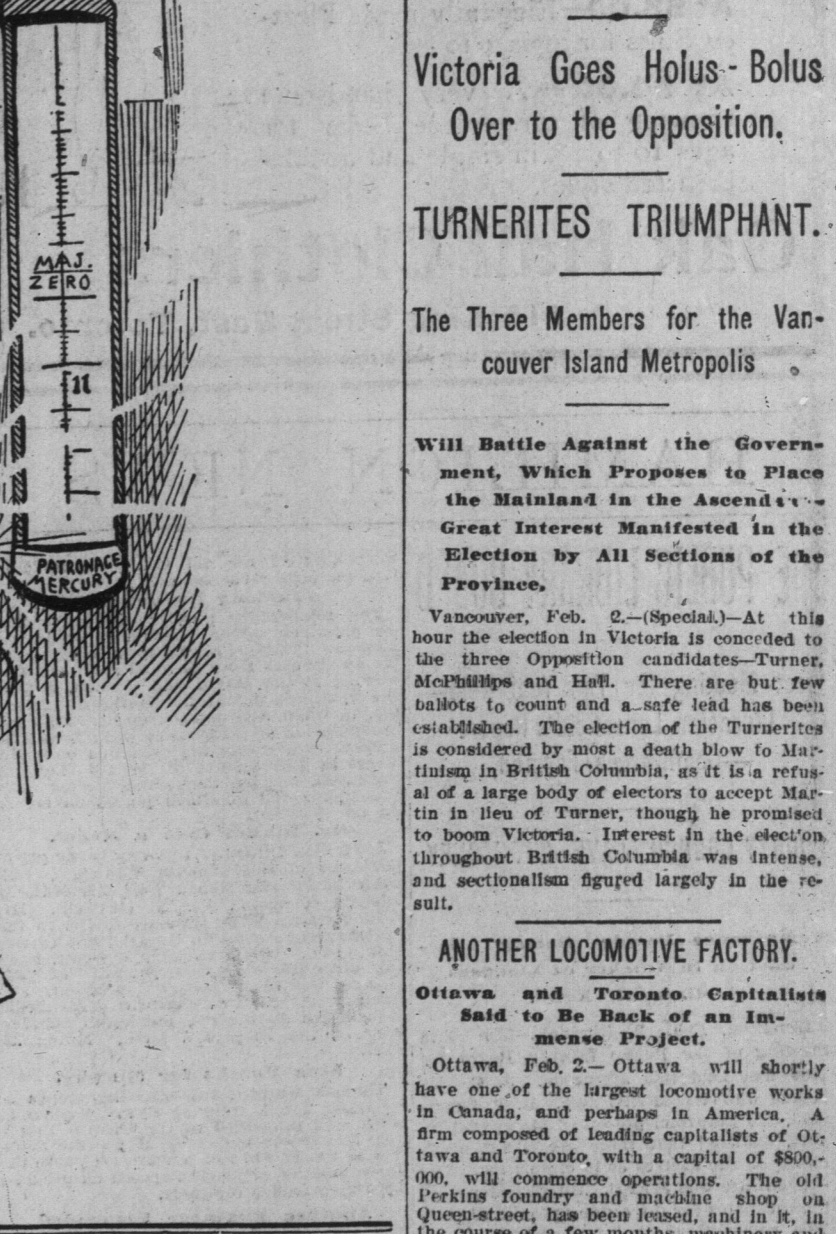 MAJ.
ZERO
11
PATRONAGE
MERCURY
Victoria Goes Holus-Bolus
Over to the Opposition.
TURNERITES TRIUMPHANT.
The Three Members for the Van-
couver Island Metropolis
Will Battle Against the Govern-
ment, Which Proposes to Place
the Mainland in the
Great Interest Manifested in the
Election by All Sections of the
Province.
Vancouver, Feb. 2.—(Special.)—At this
hour the election in Victoria is conceded to
the three Opposition candidates—Turner,
McPhillips and Hall. There are but few
ballots to count and a safe lead has been
established. The election of the Turnerites
is considered by most a death blow to Mar-
tinism in British Columbia, as it is a refus-
al of a large body of electors to accept Mar-
tin in lieu of Turner, though he promised
to boom Victoria. Interest in the election
throughout British Columbia was intense,
and sectionalism figured largely in the re-
sult.
ANOTHER LOCOMOTIVE FACTORY.
Ottawa and Toronto Capitalists
Said to Be Back of an Im-
mense Project.
Ottawa, Feb. 2.— Ottawa will shortly
have one of the largest locomotive works
in Canada, and perhaps in America. A
firm composed of leading capitalists of Ot-
tawa and Toronto, with a capital of $800,-
000, will commence operations. The old
Perkins foundry and machine shop on
Queen-street, has been leased, and in it, in
the course of a few months, machinery and